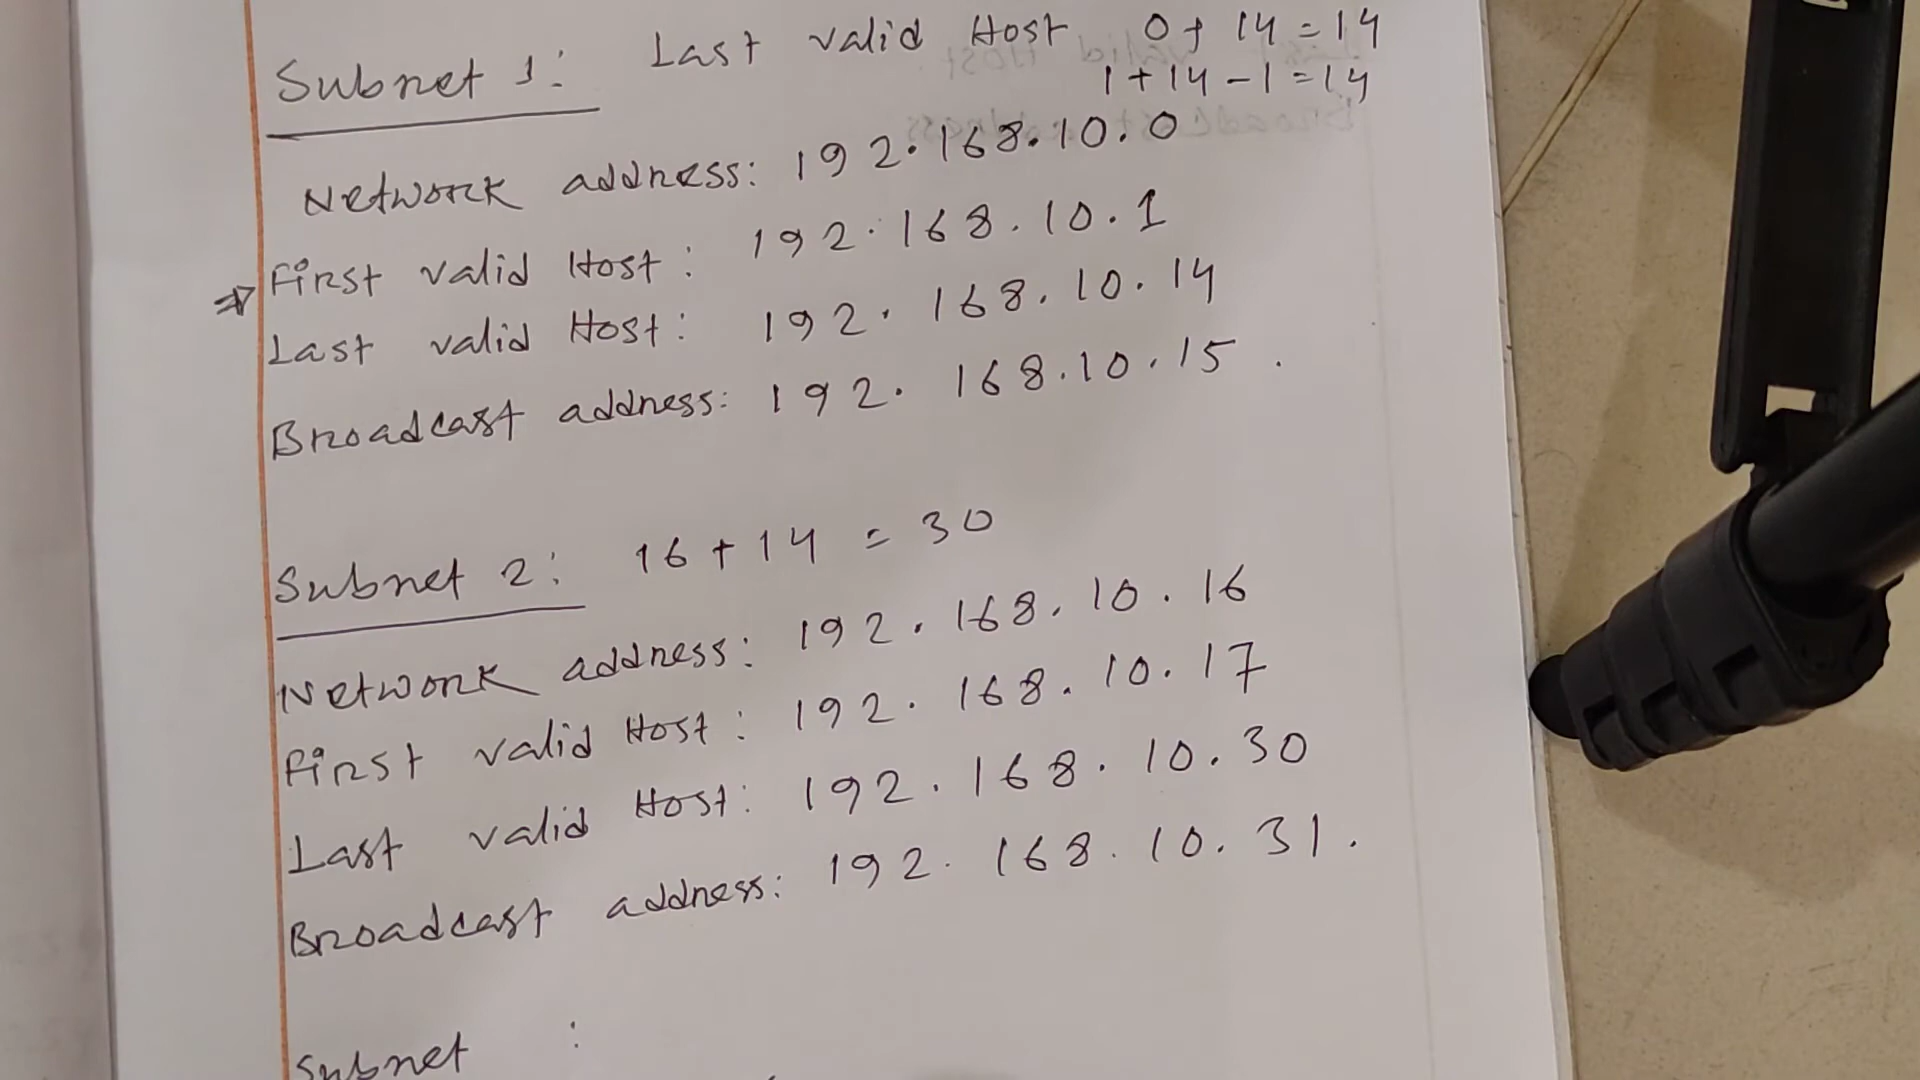 Subnet 1: Last valid Host 0 + 14 = 14
1 + 14 - 1 = 14
Network address: 192.168.10.0
First valid Host: 192.168.10.1
Last valid Host: 192.168.10.14
Broadcast address: 192.168.10.15.
Subnet 2: 16 + 14 = 30
Network address: 192.168.10.16
First valid Host: 192.168.10.17
Last valid Host: 192.168.10.30
Broadcast address: 192.168.10.31.
Subnet :